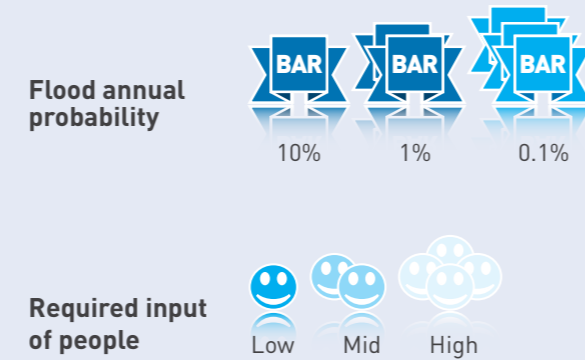 BAR BAR BAR
Flood annual
probability
10% 1% 0.1%
Required input
of people
Low Mid High